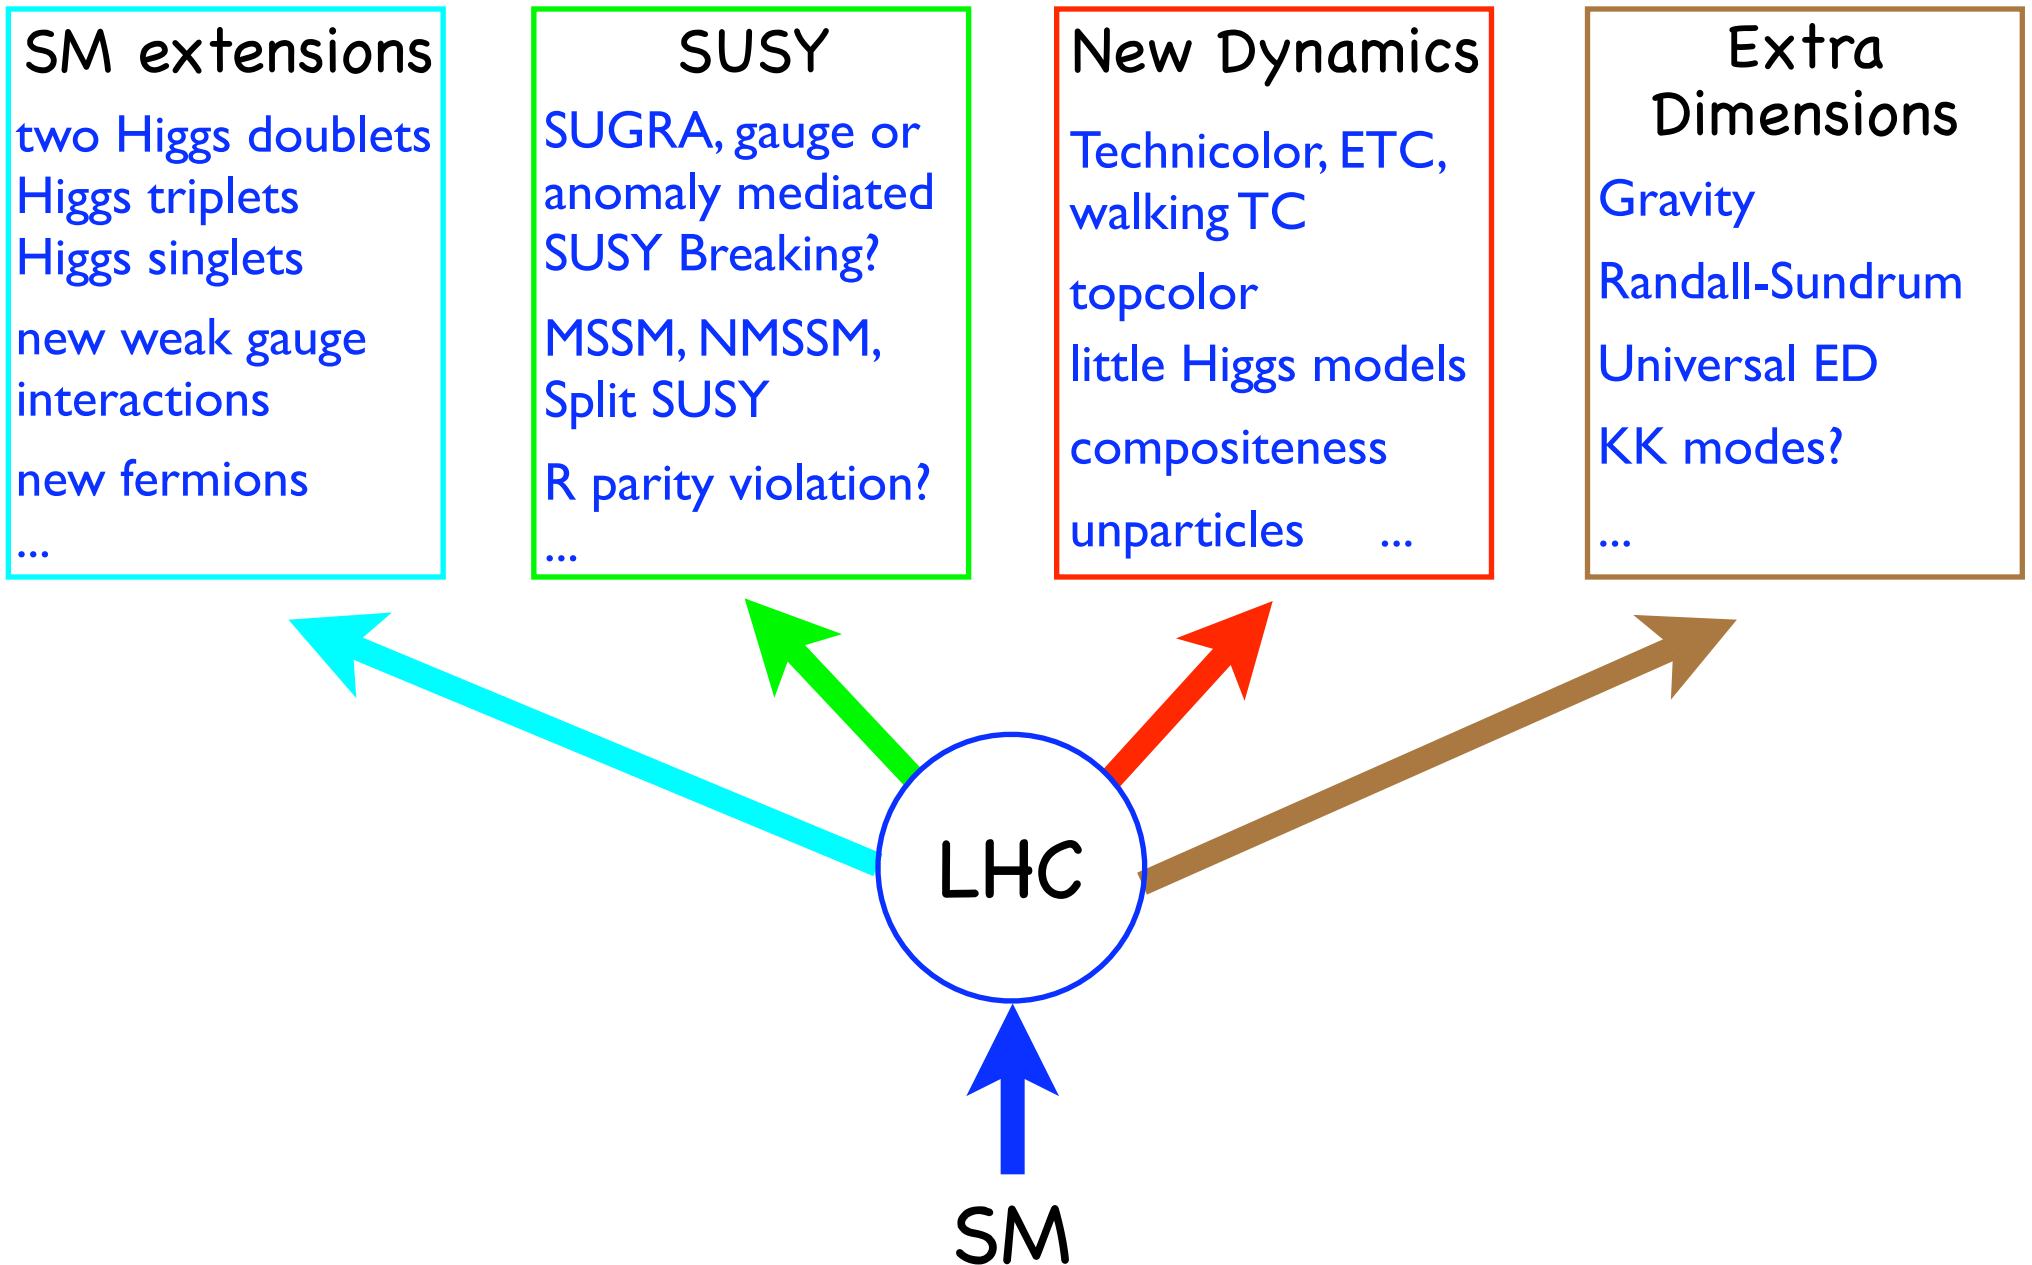 SM extensions
two Higgs doublets
Higgs triplets
Higgs singlets
new weak gauge
interactions
new fermions
...
SUSY
SUGRA, gauge or
anomaly mediated
SUSY Breaking?
MSSM, NMSSM,
Split SUSY
R parity violation?
...
New Dynamics
Technicolor, ETC,
walking TC
topcolor
little Higgs models
compositeness
unparticles ...
Extra
Dimensions
Gravity
Randall-Sundrum
Universal ED
KK modes?
...
LHC
SM